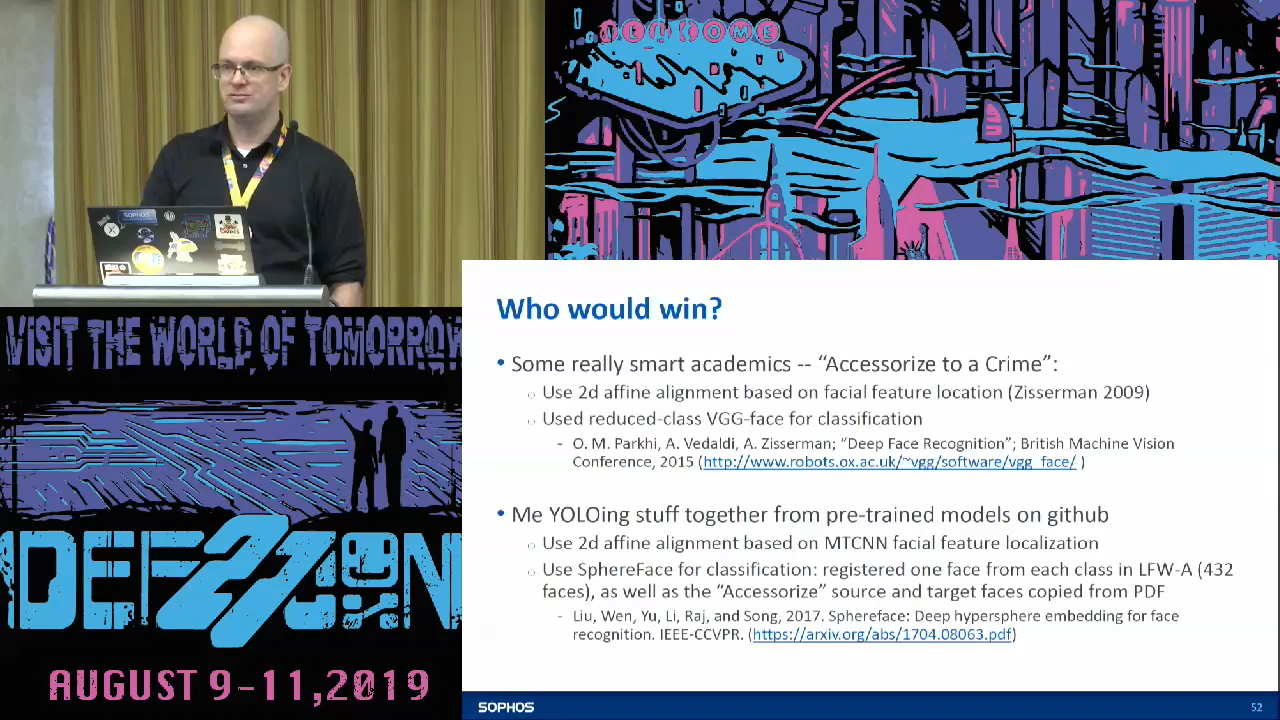 WELCOME
SOPHOS
Who would win?
• Some really smart academics -- “Accessorize to a Crime”:
○ Use 2d affine alignment based on facial feature location (Zisserman 2009)
○ Used reduced-class VGG-face for classification
- O. M. Parkhi, A. Vedaldi, A. Zisserman; “Deep Face Recognition”; British Machine Vision
Conference, 2015 (http://www.robots.ox.ac.uk/~vgg/software/vgg_face/ )
• Me YOLOing stuff together from pre-trained models on github
○ Use 2d affine alignment based on MTCNN facial feature localization
○ Use SphereFace for classification: registered one face from each class in LFW-A (432
faces), as well as the “Accessorize” source and target faces copied from PDF
- Liu, Wen, Yu, Li, Raj, and Song, 2017. Sphereface: Deep hypersphere embedding for face
recognition. IEEE-CCVPR. (https://arxiv.org/abs/1704.08063.pdf)
SOPHOS
52
VISIT THE WORLD OF TOMORROW
DEF27CON
AUGUST 9-11,2019